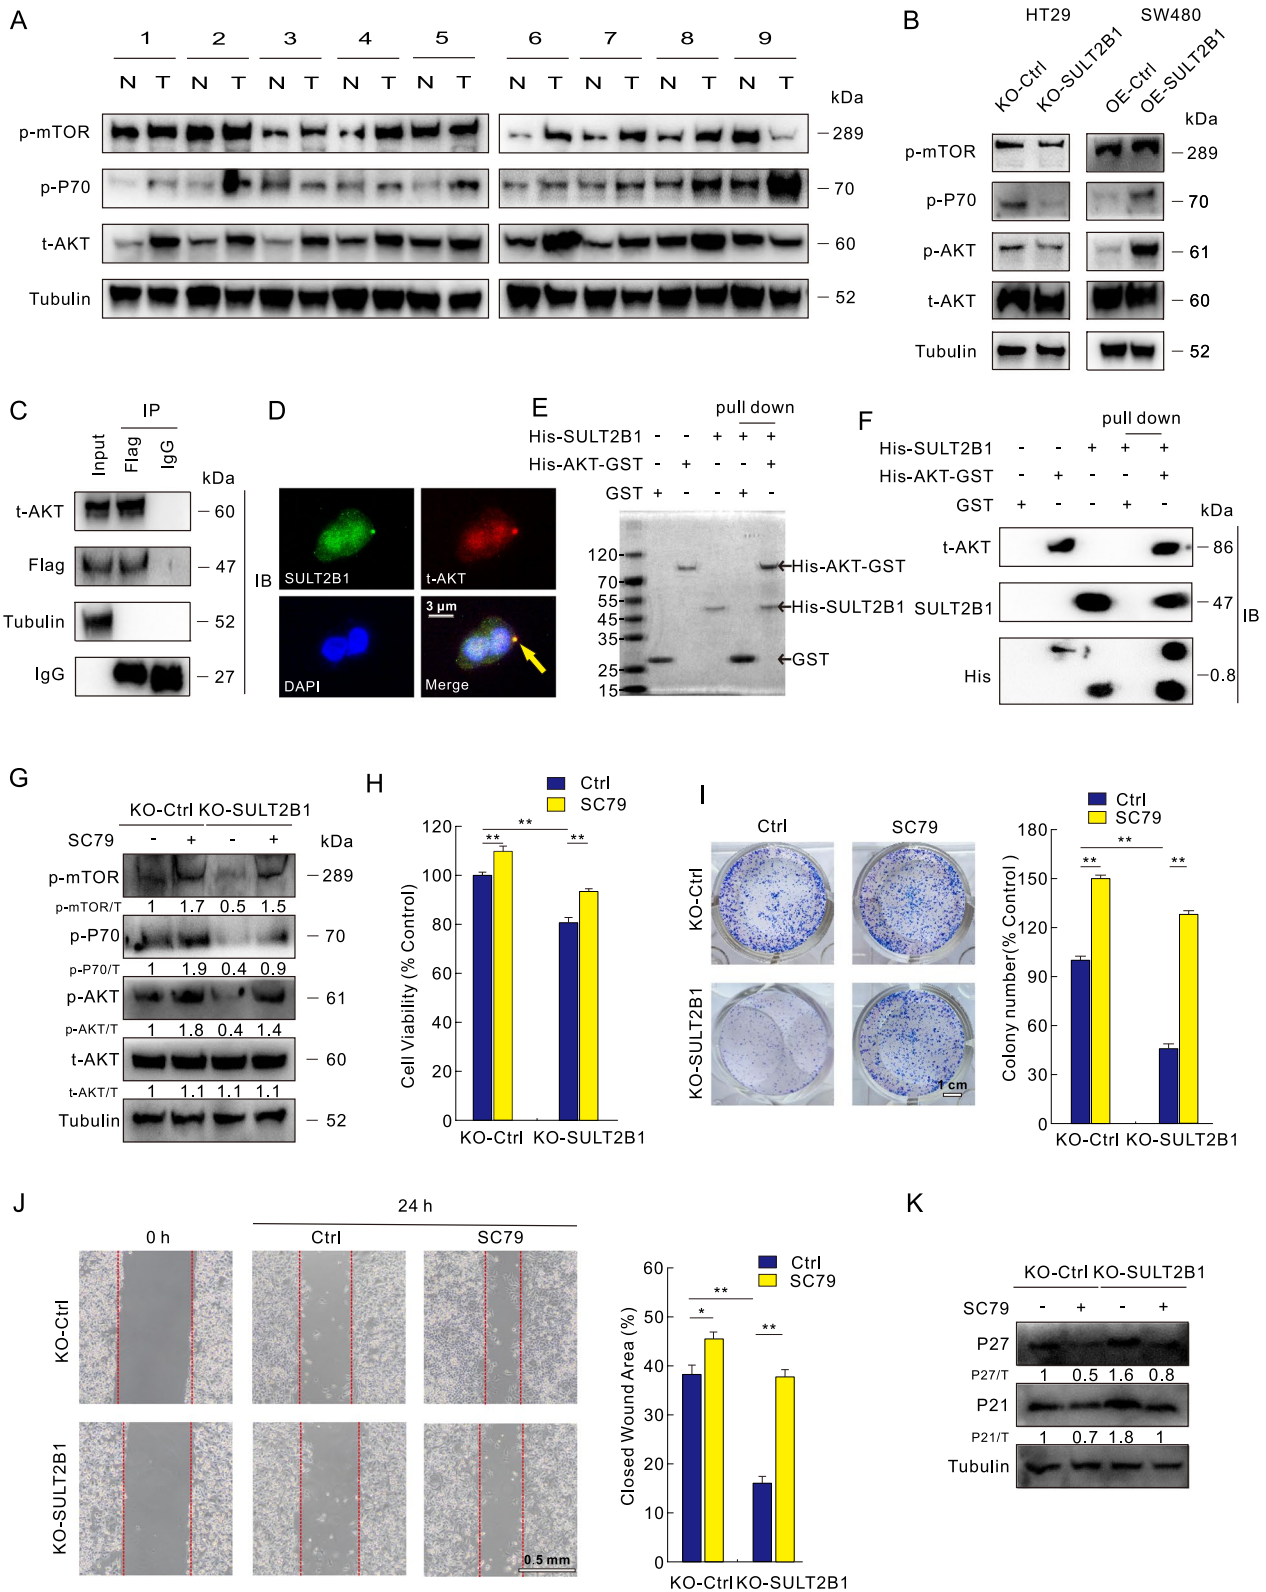 A
1 2 3 4 5 6 7 8 9
N T N T N T N T N T N T N T N T N T
kDa
p-mTOR 289
p-P70 70
t-AKT 60
Tubulin 52
B
HT29 SW480
KO-Ctrl KO-SULT2B1 OE-Ctrl OE-SULT2B1
kDa
p-mTOR 289
p-P70 70
p-AKT 61
t-AKT 60
Tubulin 52
C
IP
Input Flag IgG
kDa
t-AKT 60
Flag 47
Tubulin 52
IgG 27
IB
D
SULT2B1 t-AKT
3 μm
DAPI Merge
E
pull down
His-SULT2B1 - - + + +
His-AKT-GST - + - - +
GST + - - + -
120
70
55
45
35
25
15
His-AKT-GST
His-SULT2B1
GST
F
pull down
His-SULT2B1 - - + + +
His-AKT-GST - + - - +
GST + - - + -
kDa
t-AKT 86
SULT2B1 47
His 0.8
IB
G
KO-Ctrl KO-SULT2B1
SC79 - + - + kDa
p-mTOR 289
p-mTOR/T 1 1.7 0.5 1.5
p-P70 70
p-P70/T 1 1.9 0.4 0.9
p-AKT 61
p-AKT/T 1 1.8 0.4 1.4
t-AKT 60
t-AKT/T 1 1.1 1.1 1.1
Tubulin 52
H
Ctrl
SC79
Cell Viability (% Control)
120
100
80
60
40
20
0
**
** **
KO-Ctrl KO-SULT2B1
I
Ctrl SC79
KO-Ctrl
KO-SULT2B1
1 cm
Ctrl
SC79
Colony number(% Control )
180
150
120
90
60
30
0
**
** **
KO-Ctrl KO-SULT2B1
J
24 h
0 h Ctrl SC79
KO-Ctrl
KO-SULT2B1
0.5 mm
Ctrl
SC79
Closed Wound Area (%)
60
50
40
30
20
10
0
**
* **
KO-Ctrl KO-SULT2B1
K
KO-Ctrl KO-SULT2B1
SC79 - + - +
P27
P27/T 1 0.5 1.6 0.8
P21
P21/T 1 0.7 1.8 1
Tubulin